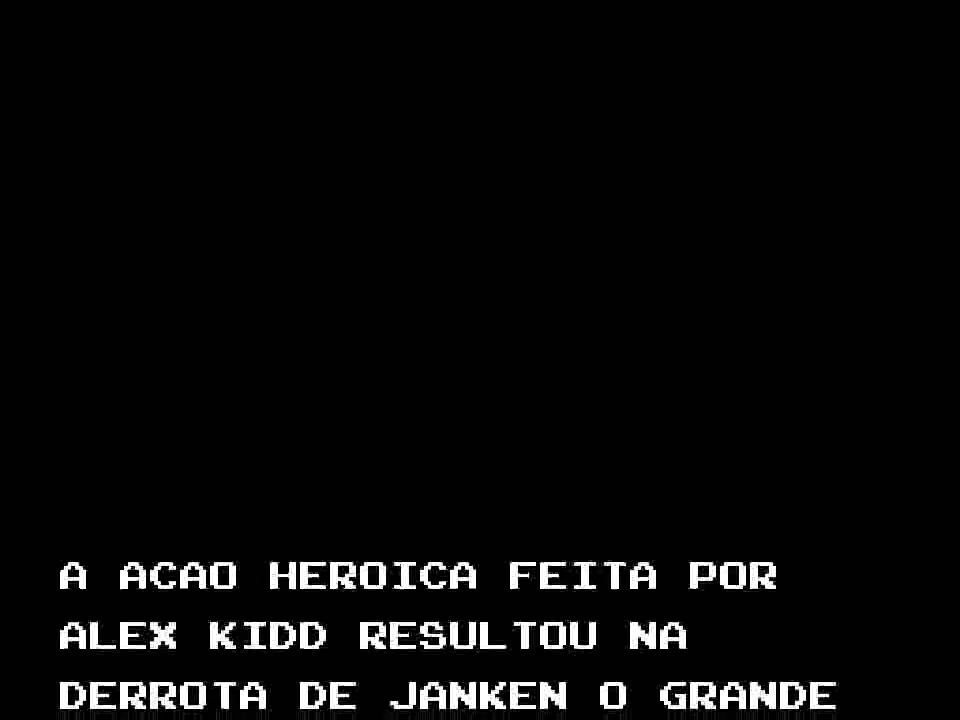 A ACAO HEROICA FEITA POR
ALEX KIDD RESULTOU NA
DERROTA DE JANKEN O GRANDE